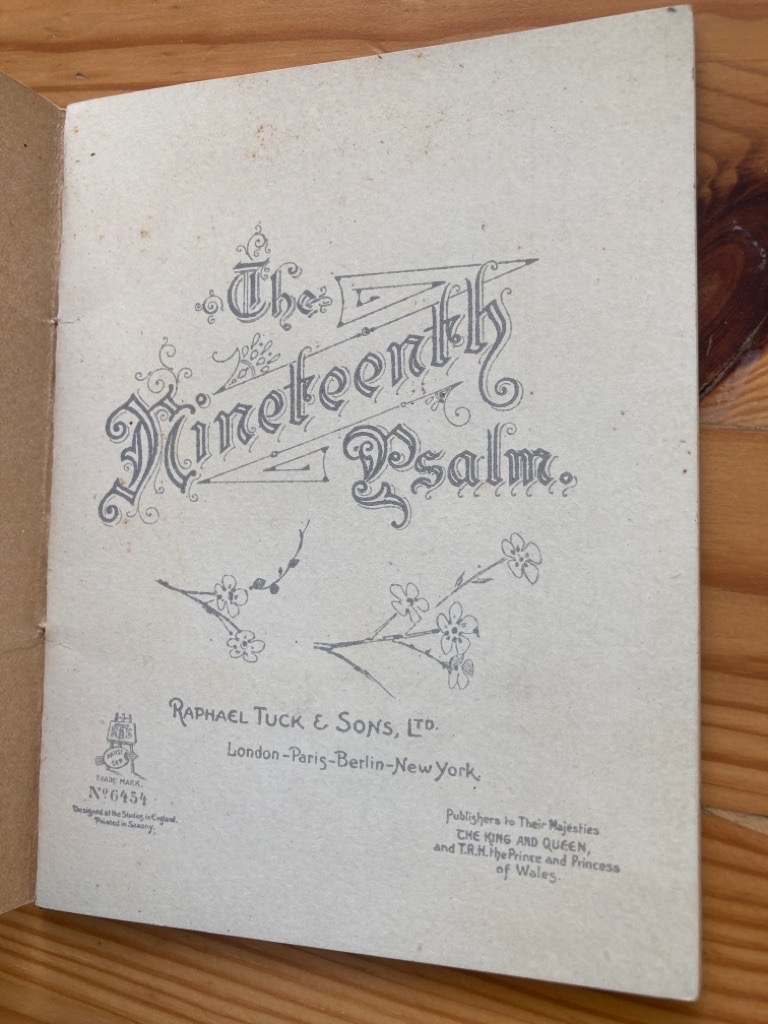 The
Nineteenth
Psalm.
RAPHAEL TUCK & SONS, LTD.
London-Paris-Berlin-New York.
ARTIST
SER
TRADE MARK.
No 6454
Designed at the Studios in England.
Printed in Saxony.
Publishers to Their Majesties
THE KING AND QUEEN,
and T.R.H. the Prince and Princess
of Wales.